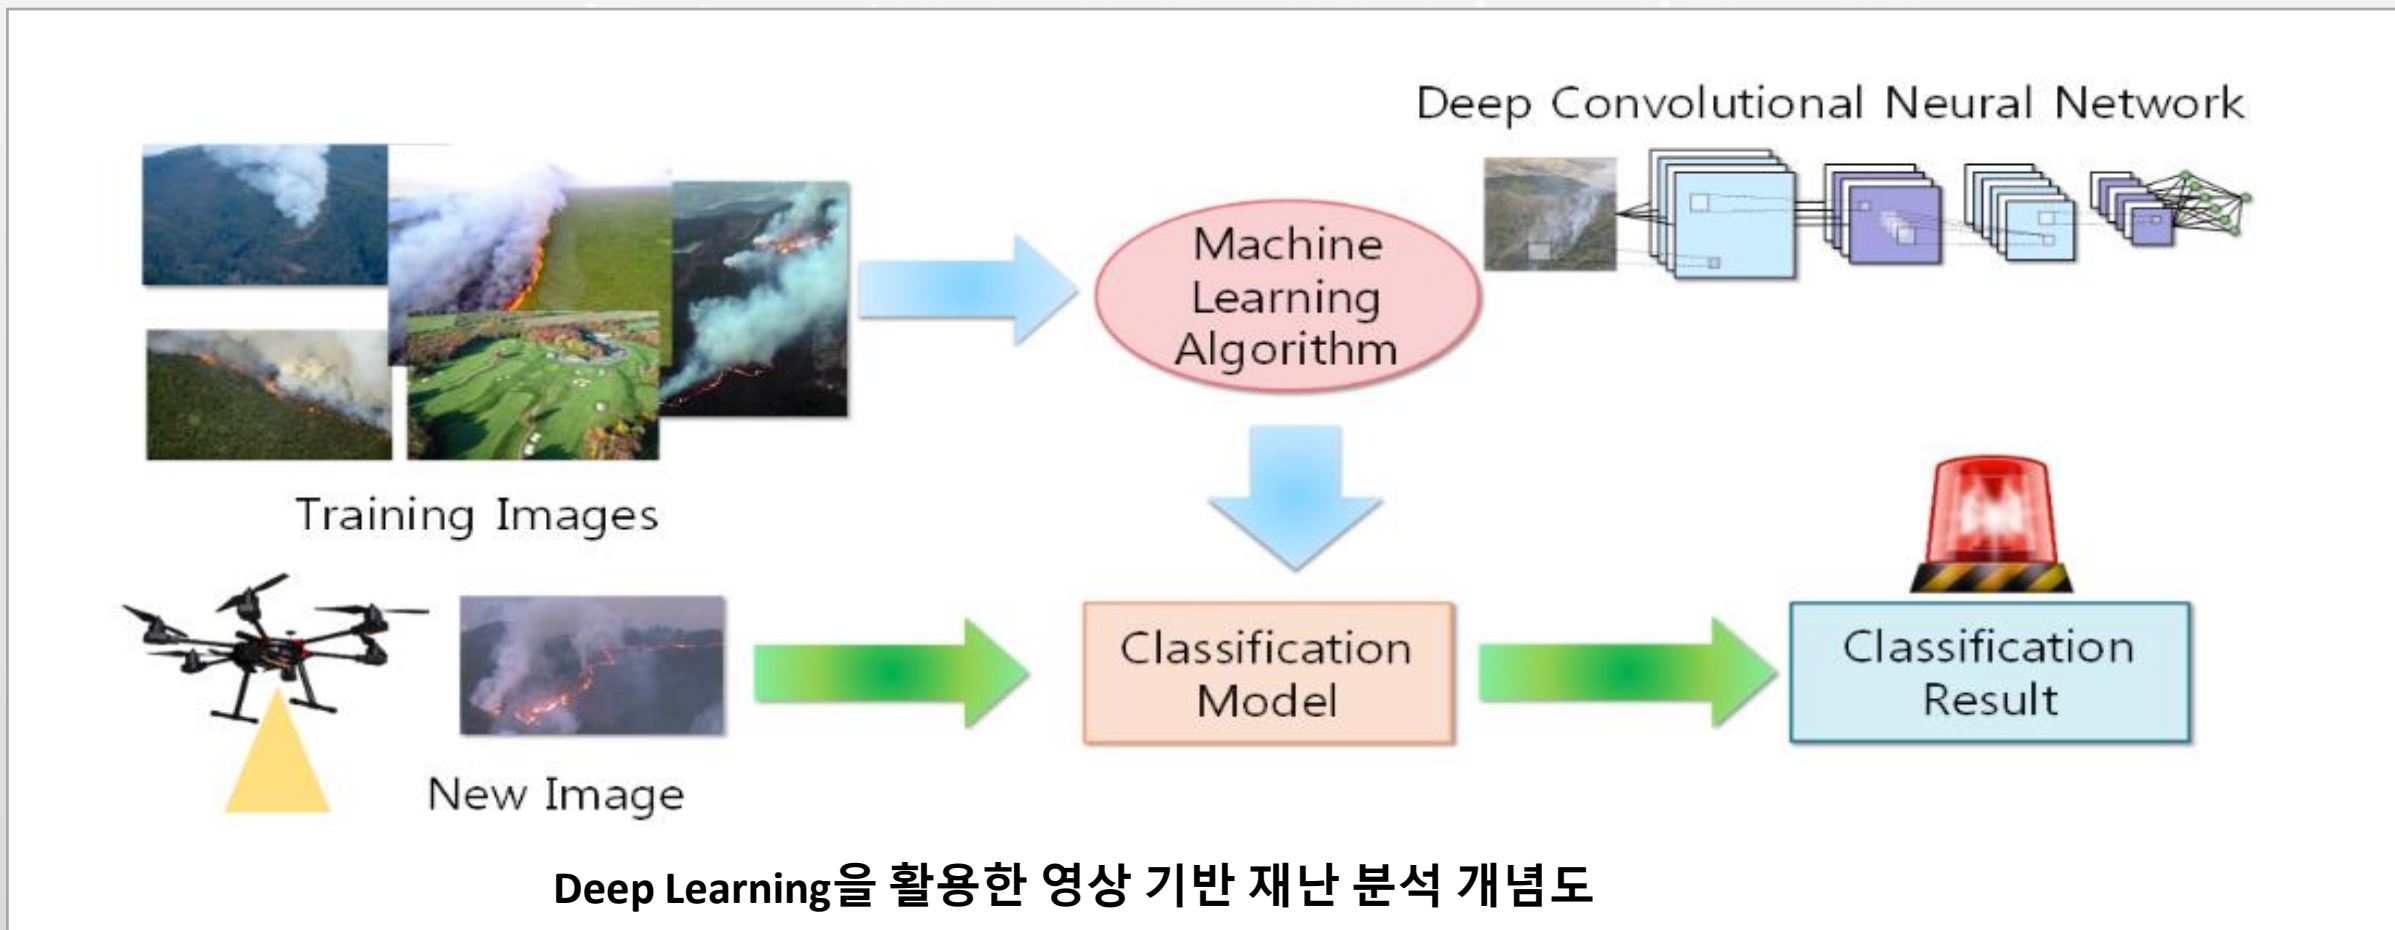 Deep Convolutional Neural Network
Machine
Learning
Algorithm
Training Images
New Image
Classification
Model
Classification
Result
Deep Learning을 활용한 영상 기반 재난 분석 개념도